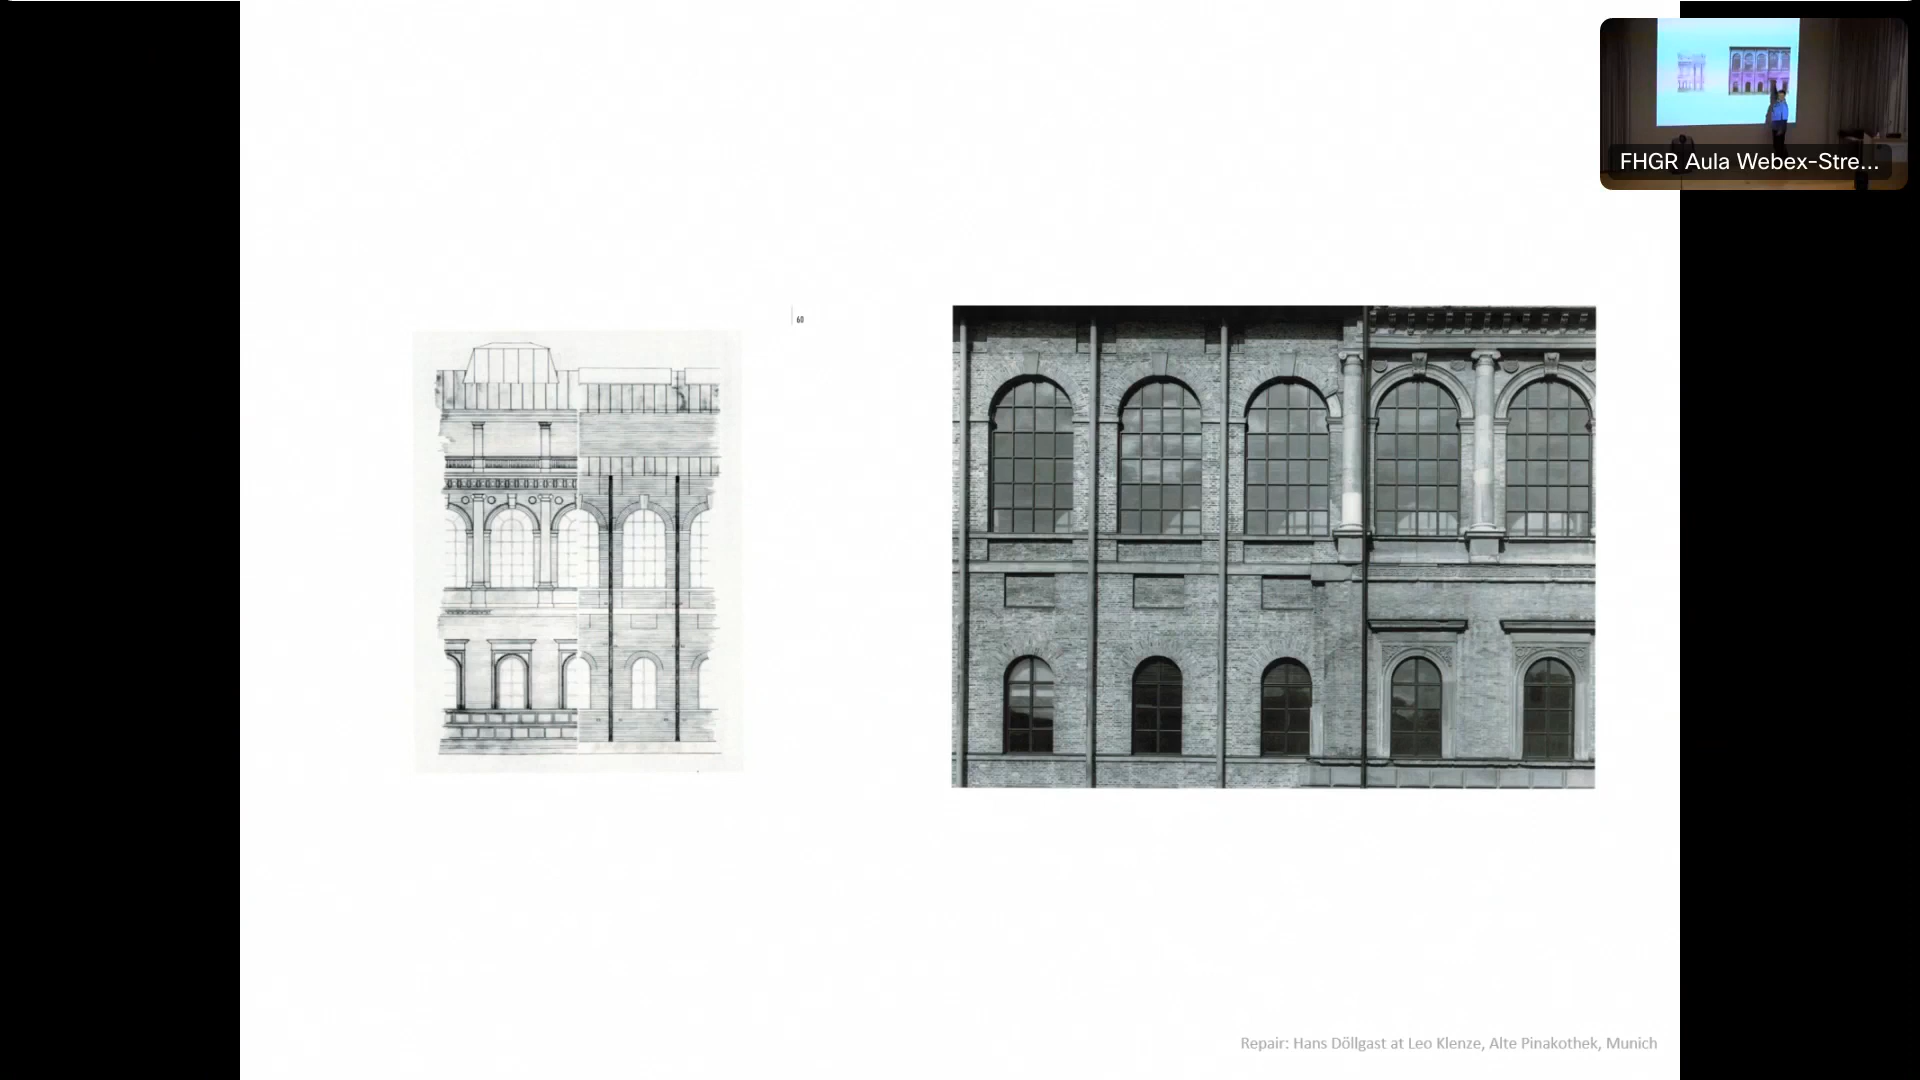 FHGR Aula Webex-Stre...
60
Repair: Hans Döllgast at Leo Klenze, Alte Pinakothek, Munich